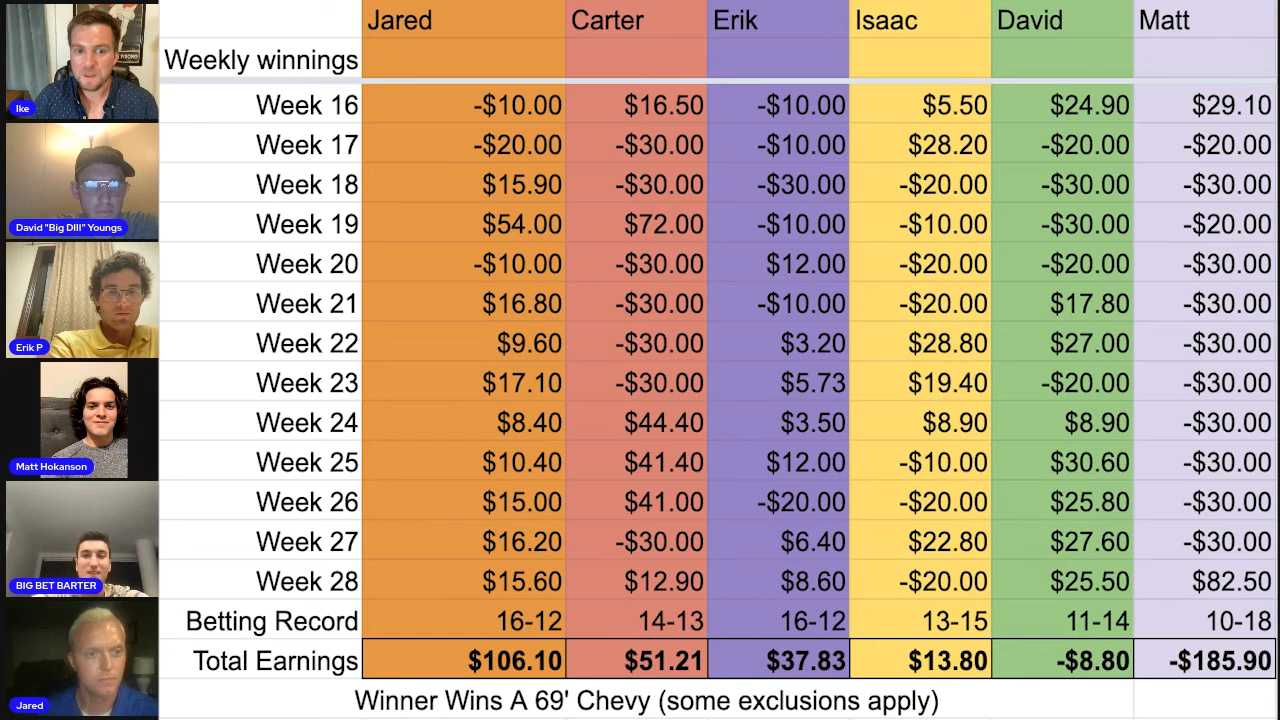 Jared Carter Erik Isaac David Matt
Weekly winnings
Week 16 -$10.00 $16.50 -$10.00 $5.50 $24.90 $29.10
Week 17 -$20.00 -$30.00 -$10.00 $28.20 -$20.00 -$20.00
Week 18 $15.90 -$30.00 -$30.00 -$20.00 -$30.00 -$30.00
Week 19 $54.00 $72.00 -$10.00 -$10.00 -$30.00 -$20.00
Week 20 -$10.00 -$30.00 $12.00 -$20.00 -$20.00 -$30.00
Week 21 $16.80 -$30.00 -$10.00 -$20.00 $17.80 -$30.00
Week 22 $9.60 -$30.00 $3.20 $28.80 $27.00 -$30.00
Week 23 $17.10 -$30.00 $5.73 $19.40 -$20.00 -$30.00
Week 24 $8.40 $44.40 $3.50 $8.90 $8.90 -$30.00
Week 25 $10.40 $41.40 $12.00 -$10.00 $30.60 -$30.00
Week 26 $15.00 $41.00 -$20.00 -$20.00 $25.80 -$30.00
Week 27 $16.20 -$30.00 $6.40 $22.80 $27.60 -$30.00
Week 28 $15.60 $12.90 $8.60 -$20.00 $25.50 $82.50
Betting Record 16-12 14-13 16-12 13-15 11-14 10-18
Total Earnings $106.10 $51.21 $37.83 $13.80 -$8.80 -$185.90
Winner Wins A 69' Chevy (some exclusions apply)
Ike
David "Big DIll" Youngs
Erik P
Matt Hokanson
BIG BET BARTER
Jared